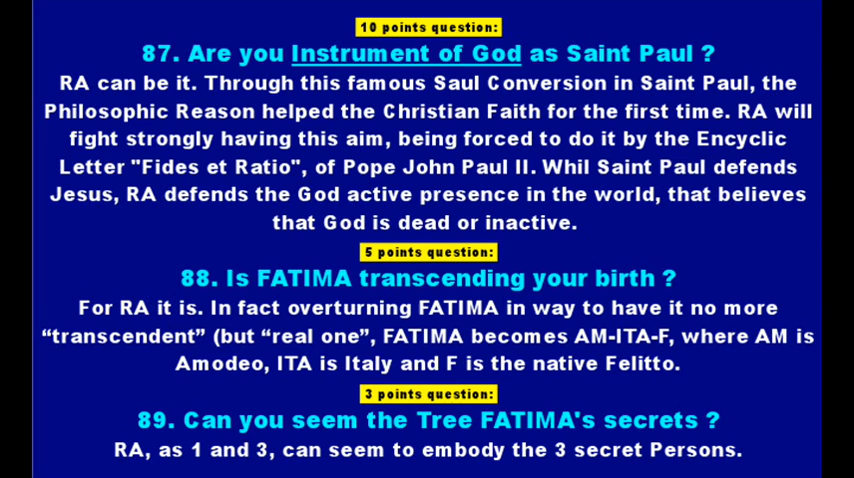 10 points question:
87. Are you Instrument of God as Saint Paul ?
RA can be it. Through this famous Saul Conversion in Saint Paul, the
Philosophic Reason helped the Christian Faith for the first time. RA will
fight strongly having this aim, being forced to do it by the Encyclic
Letter "Fides et Ratio", of Pope John Paul II. Whil Saint Paul defends
Jesus, RA defends the God active presence in the world, that believes
that God is dead or inactive.
5 points question:
88. Is FATIMA transcending your birth ?
For RA it is. In fact overturning FATIMA in way to have it no more
“transcendent” (but “real one”, FATIMA becomes AM-ITA-F, where AM is
Amodeo, ITA is Italy and F is the native Felitto.
3 points question:
89. Can you seem the Tree FATIMA's secrets ?
RA, as 1 and 3, can seem to embody the 3 secret Persons.